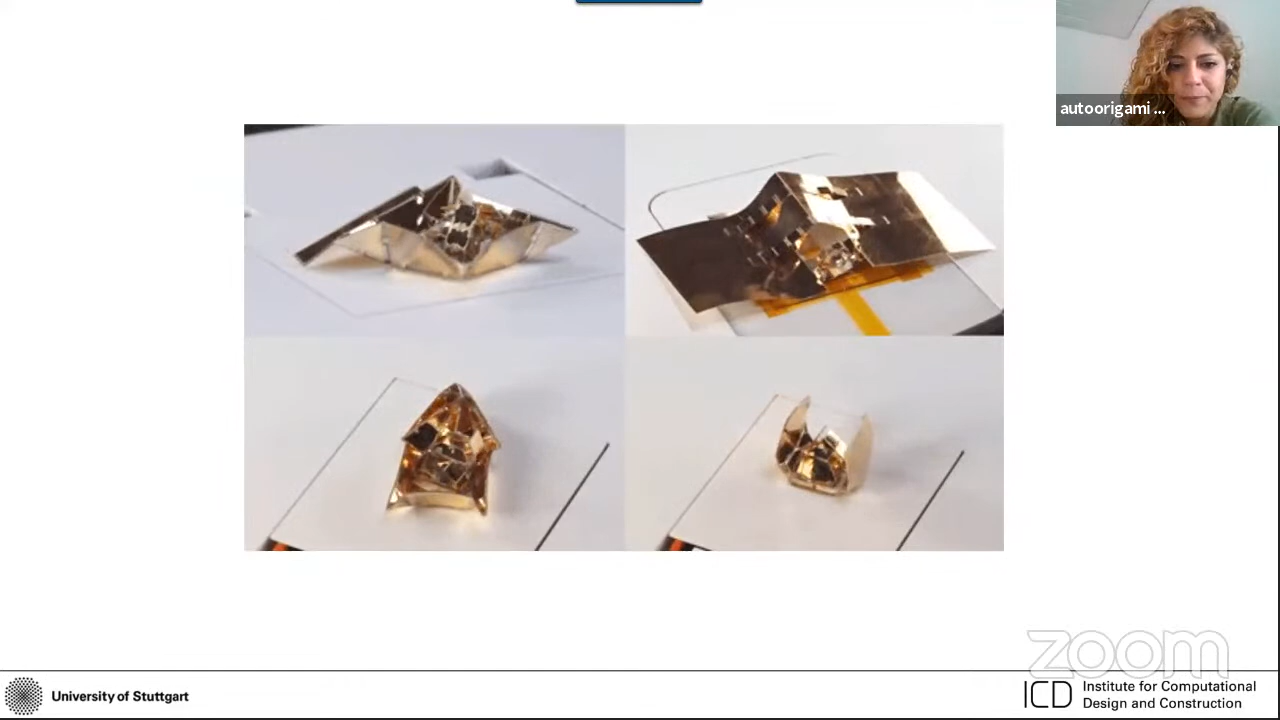 autoorigami ...
zoom
University of Stuttgart
ICD
Institute for Computational
Design and Construction